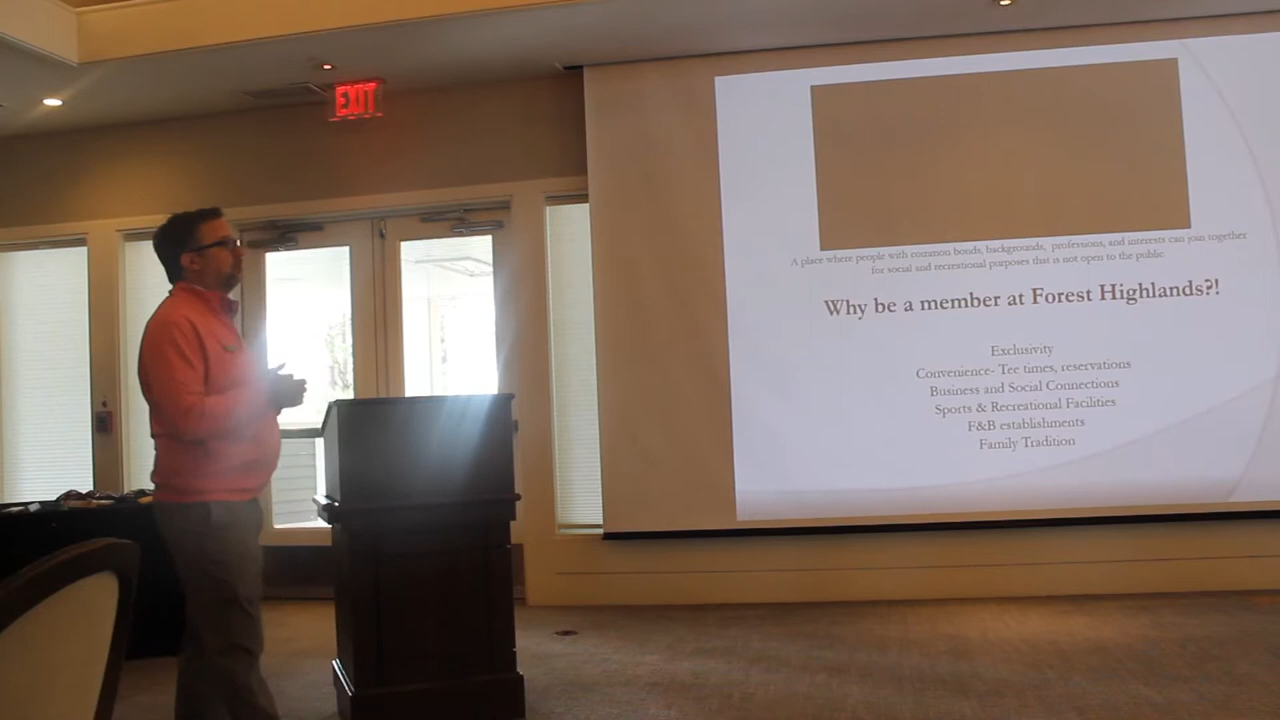 EXIT
A place where people with common bonds, backgrounds, professions, and interests can join together
for social and recreational purposes that is not open to the public
Why be a member at Forest Highlands?!
Exclusivity
Convenience- Tee times, reservations
Business and Social Connections
Sports & Recreational Facilities
F&B establishments
Family Tradition